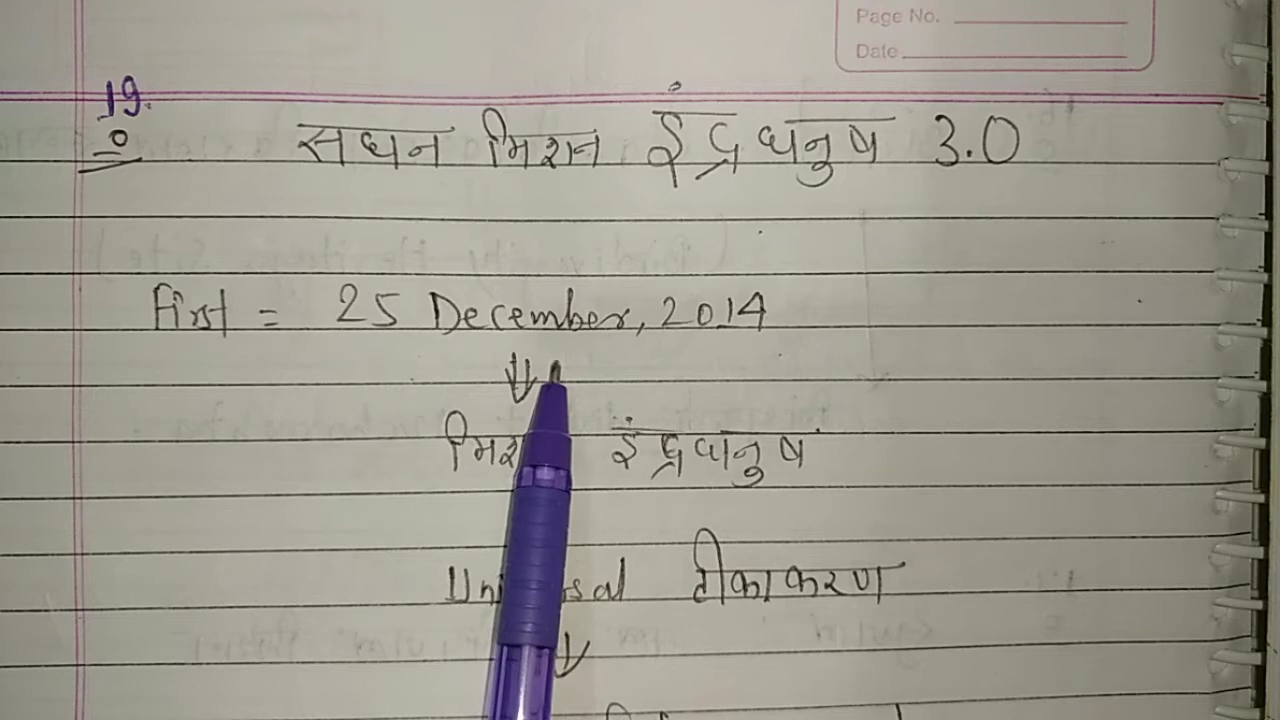 Page No.
Date
19.
सघन मिशन इंद्रधनुष 3.0
First = 25 December, 2014
इंद्रधनुष
टीकाकरण